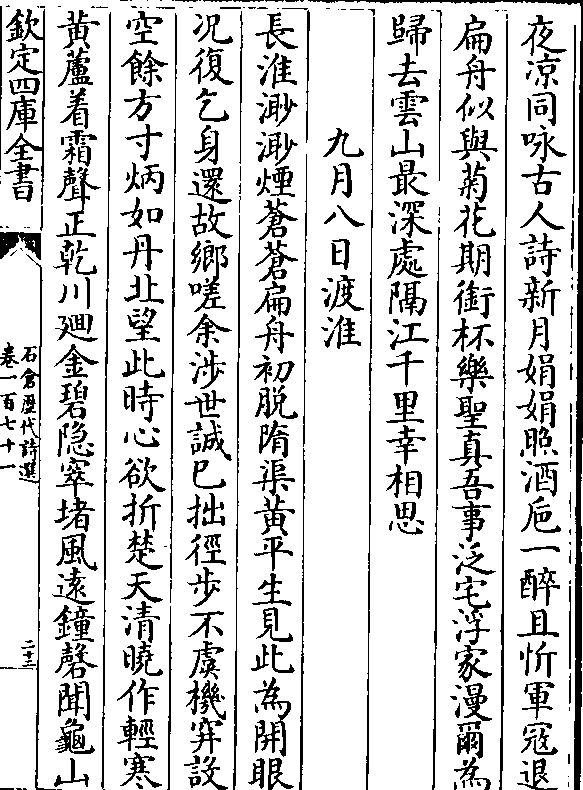 夜凉同咏古人詩新月娟娟照酒巵一醉且忻軍冦退
扁舟似與菊花期銜杯樂聖真吾事泛宅浮家漫爾為
歸去雲山最深處隔江千里幸相思
九月八日渡淮
長淮渺渺煙蒼蒼扁舟初脱隋渠黄平生見此為開眼
况復乞身還故鄉嗟余涉世誠已拙徑步不虞機穽設
空餘方寸炳如丹北望此時心欲折楚天清曉作輕寒
黄蘆着霜聲正乾川廻金碧隐窣堵風逺鐘磬聞龜山
欽定四庫全書
石倉歴代詩選
卷一百七十一
二十二